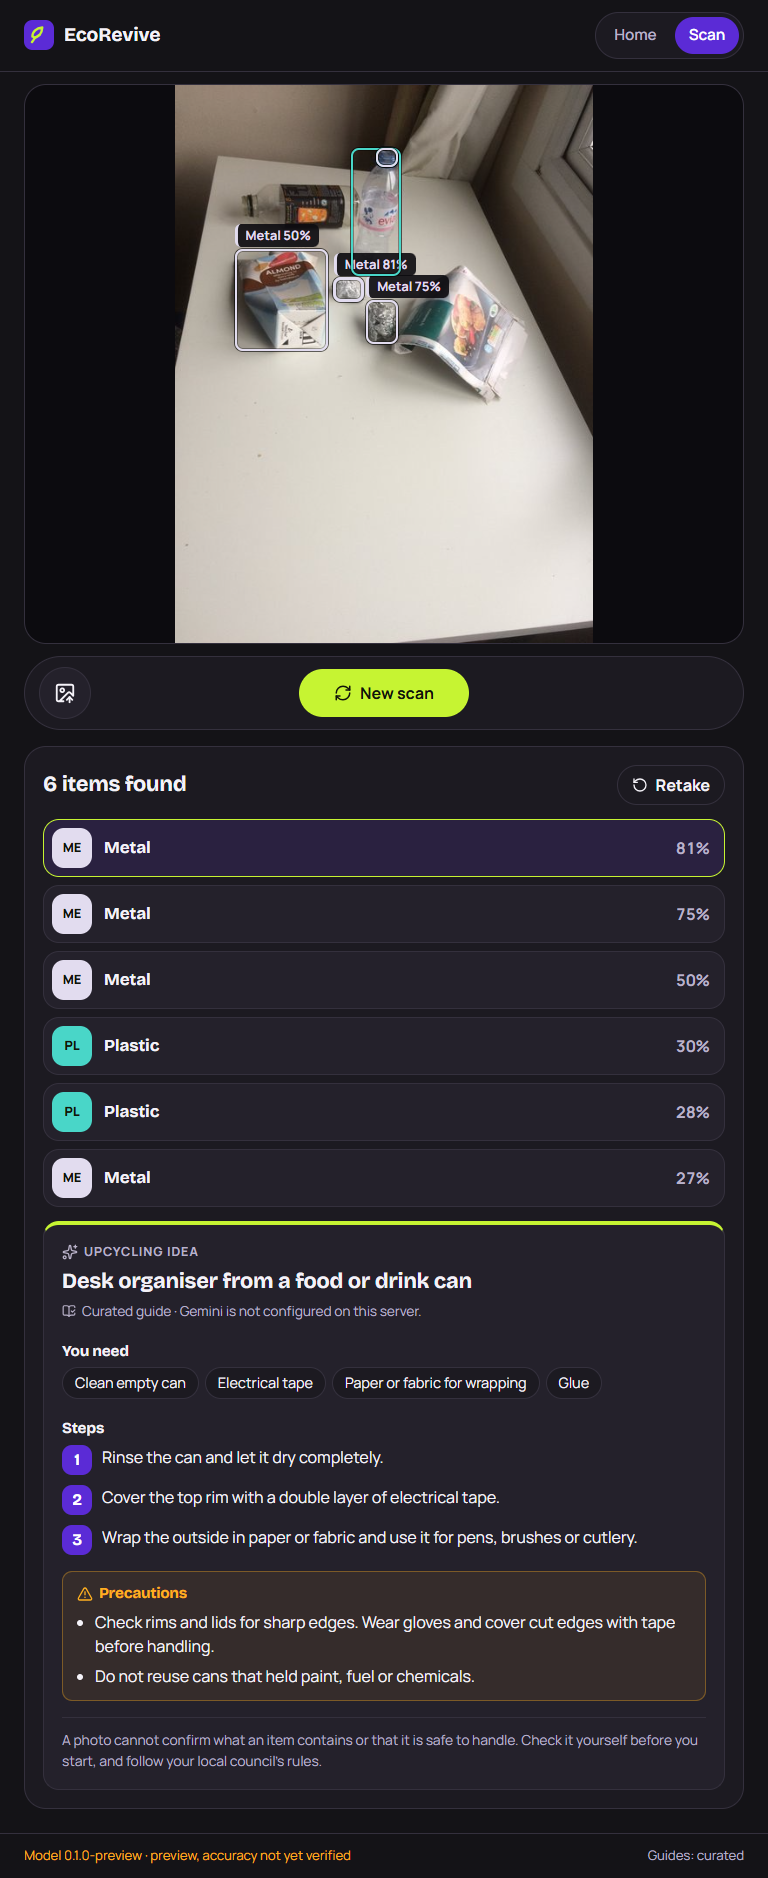 EcoRevive
Home
Scan
Metal 50%
Metal 81%
Metal 75%
ALMOND
evi
New scan
6 items found
Retake
ME
Metal
81%
ME
Metal
75%
ME
Metal
50%
PL
Plastic
30%
PL
Plastic
28%
ME
Metal
27%
UPCYCLING IDEA
Desk organiser from a food or drink can
Curated guide · Gemini is not configured on this server.
You need
Clean empty can
Electrical tape
Paper or fabric for wrapping
Glue
Steps
1 Rinse the can and let it dry completely.
2 Cover the top rim with a double layer of electrical tape.
3 Wrap the outside in paper or fabric and use it for pens, brushes or cutlery.
Precautions
• Check rims and lids for sharp edges. Wear gloves and cover cut edges with tape
before handling.
• Do not reuse cans that held paint, fuel or chemicals.
A photo cannot confirm what an item contains or that it is safe to handle. Check it yourself before you
start, and follow your local council's rules.
Model 0.1.0-preview · preview, accuracy not yet verified
Guides: curated